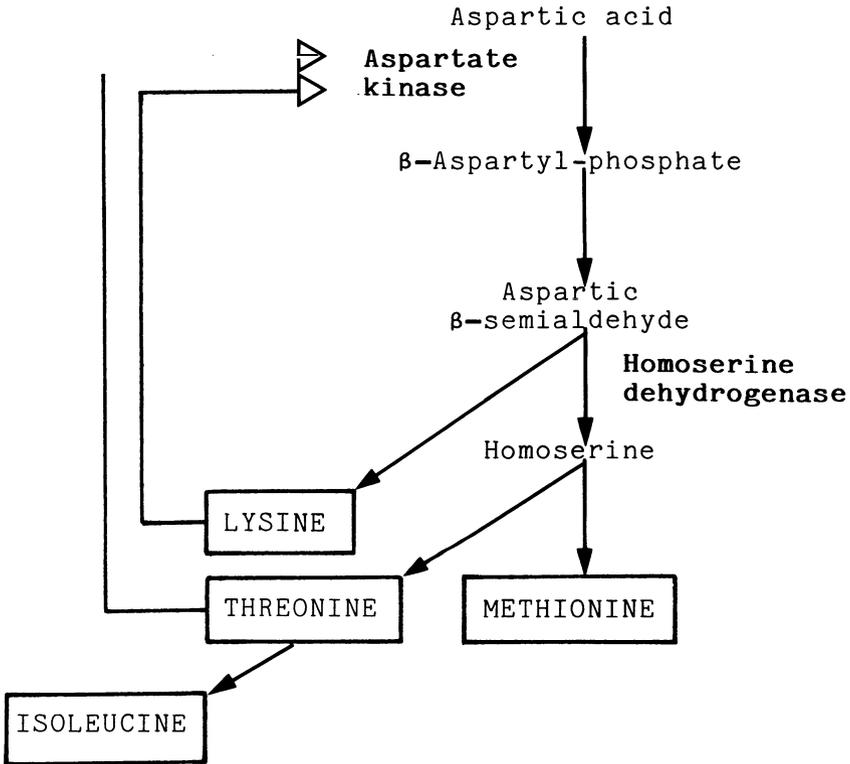 Aspartic acid
Aspartate
kinase
β-Aspartyl-phosphate
Aspartic
β-semialdehyde
Homoserine
dehydrogenase
Homoserine
LYSINE
THREONINE
METHIONINE
ISOLEUCINE